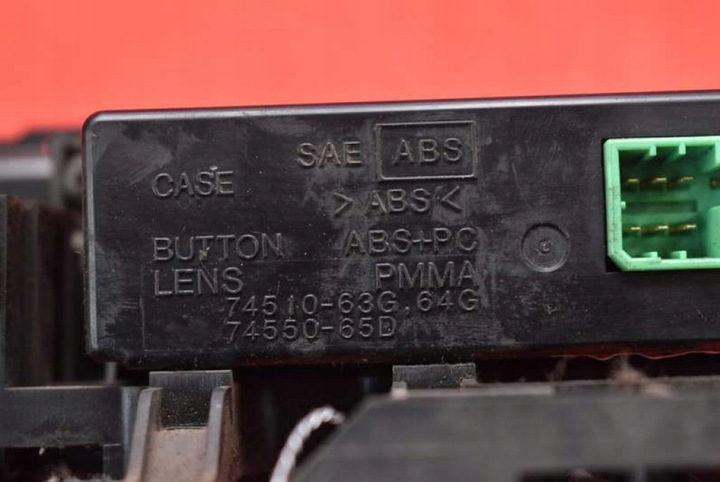 CASE SAE ABS
>ABS<
BUTTON ABS+PC
LENS PMMA
74510-63G,64G
74550-65D